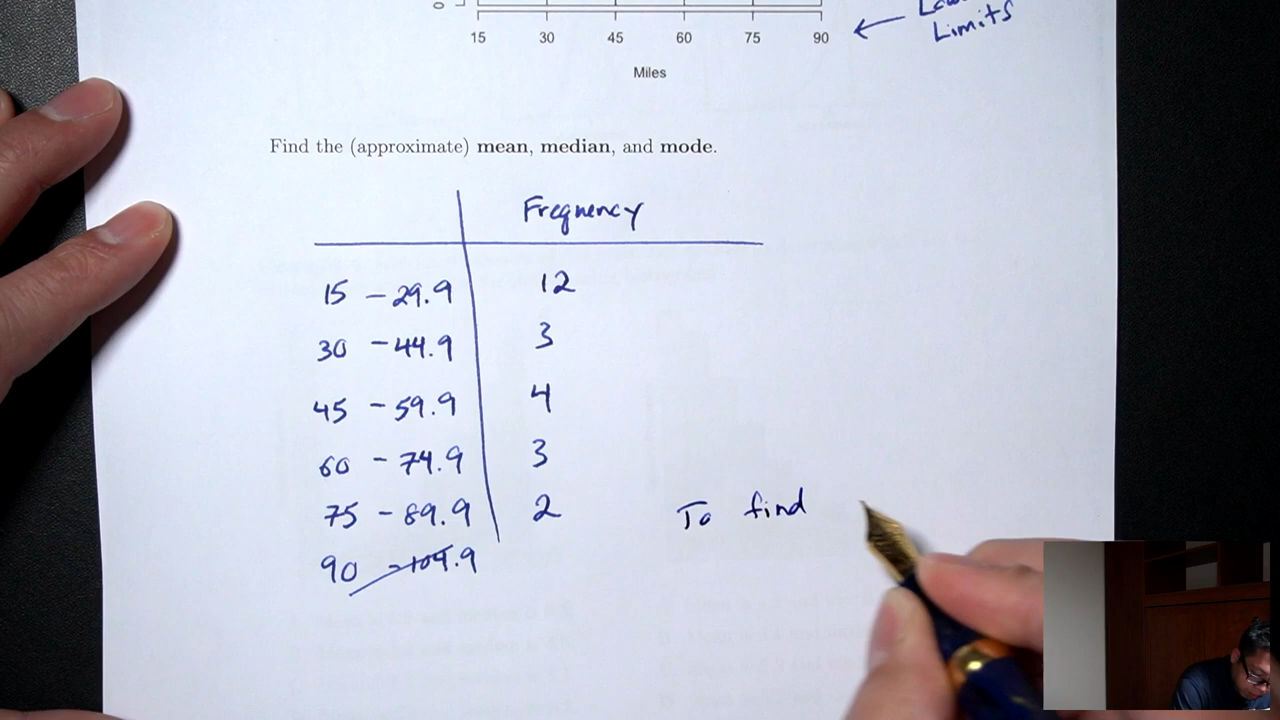 0
15 30 45 60 75 90
Limits
Miles
Find the (approximate) mean, median, and mode.
Frequency
15 - 29.9 12
30 - 44.9 3
45 - 59.9 4
60 - 74.9 3
75 - 89.9 2
90 - 104.9
To find